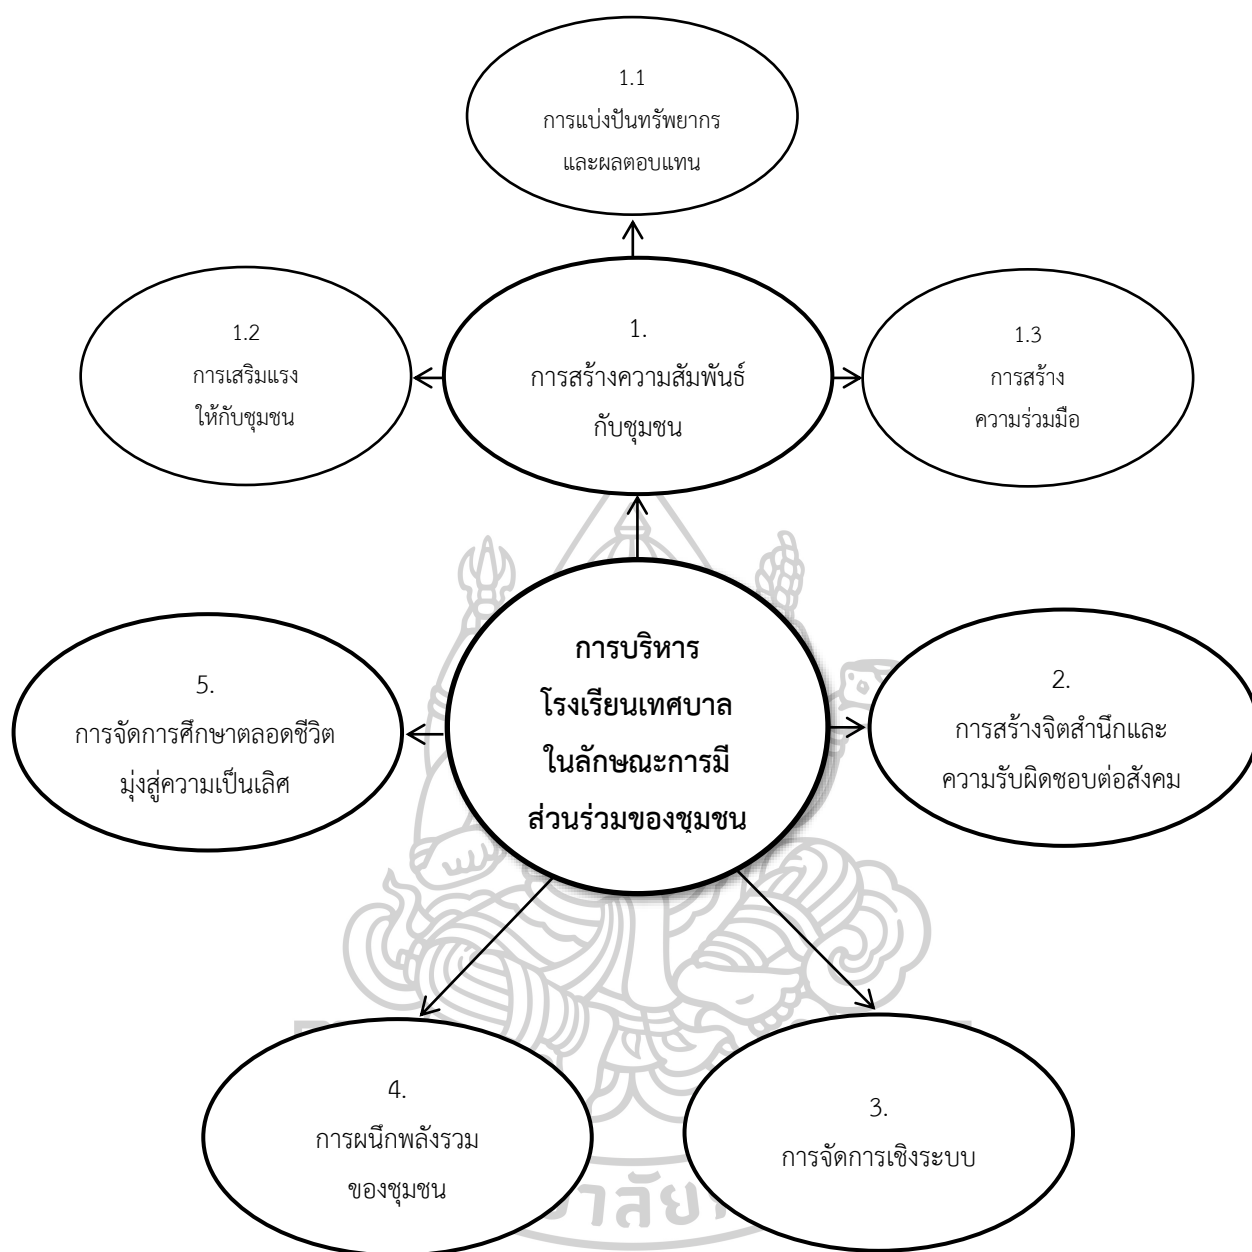 1.1
การแบ่งปันทรัพยากร
และผลตอบแทน
1.2
การเสริมแรง
ให้กับชุมชน
1.
การสร้างความสัมพันธ์
กับชุมชน
1.3
การสร้าง
ความร่วมมือ
การบริหาร
โรงเรียนเทศบาล
ในลักษณะการมี
ส่วนร่วมของชุมชน
5.
การจัดการศึกษาตลอดชีวิต
มุ่งสู่ความเป็นเลิศ
2.
การสร้างจิตสำนึกและ
ความรับผิดชอบต่อสังคม
4.
การผนึกพลังรวม
ของชุมชน
3.
การจัดการเชิงระบบ
าลัย